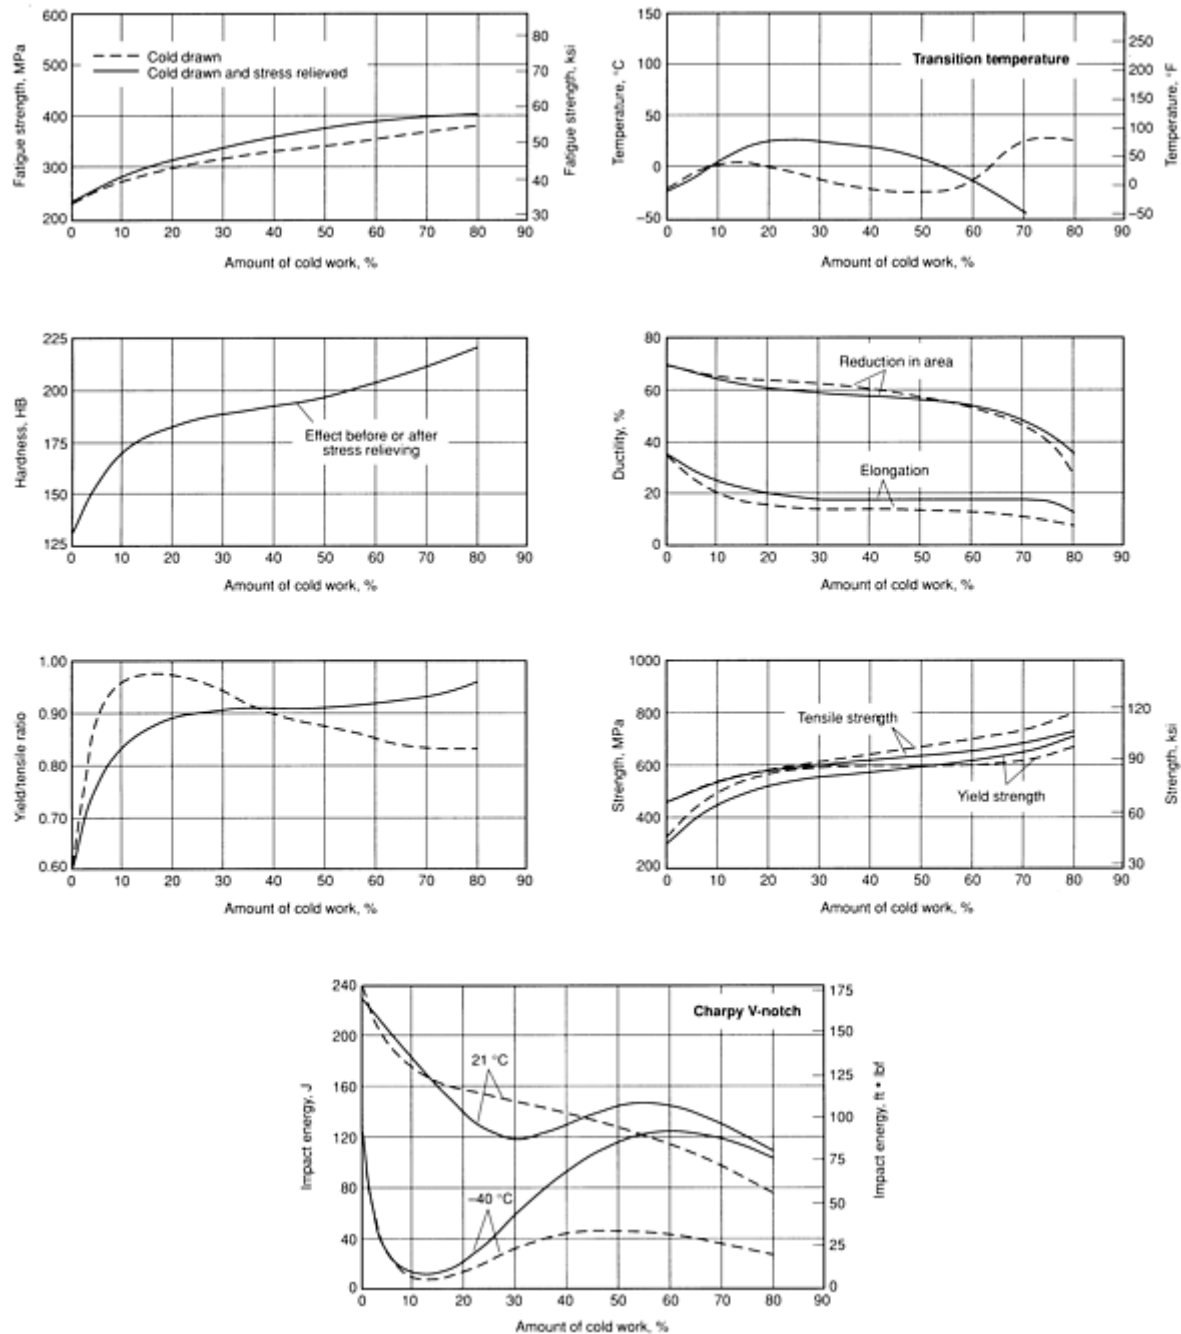 600
500
400
300
200
Fatigue strength, MPa
Cold drawn
Cold drawn and stress relieved
80
70
60
50
40
30
Fatigue strength, ksi
0 10 20 30 40 50 60 70 80 90
Amount of cold work, %
150
100
50
0
–50
Temperature, °C
Transition temperature
250
200
150
100
50
0
–50
Temperature, °F
0 10 20 30 40 50 60 70 80 90
Amount of cold work, %
225
200
175
150
125
Hardness, HB
Effect before or after
stress relieving
0 10 20 30 40 50 60 70 80 90
Amount of cold work, %
80
60
40
20
0
Ductility, %
Reduction in area
Elongation
0 10 20 30 40 50 60 70 80 90
Amount of cold work, %
1.00
0.90
0.80
0.70
0.60
Yield/tensile ratio
0 10 20 30 40 50 60 70 80 90
Amount of cold work, %
1000
800
600
400
200
Strength, MPa
Tensile strength
Yield strength
120
90
60
30
Strength, ksi
0 10 20 30 40 50 60 70 80 90
Amount of cold work, %
240
200
160
120
80
40
0
Impact energy, J
Charpy V-notch
21 °C
–40 °C
175
150
125
100
75
50
25
0
Impact energy, ft • lbf
0 10 20 30 40 50 60 70 80 90
Amount of cold work, %